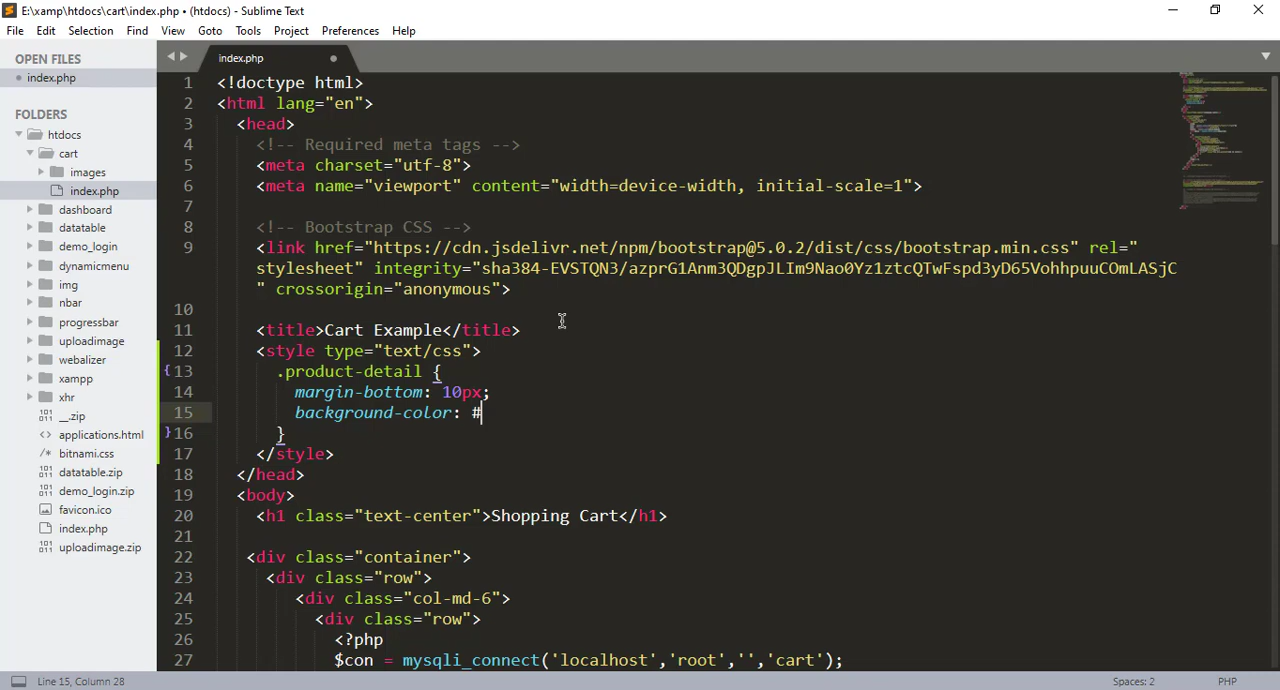 E:\xamp\htdocs\cart\index.php • (htdocs) - Sublime Text
File Edit Selection Find View Goto Tools Project Preferences Help
OPEN FILES
index.php
FOLDERS
htdocs
cart
images
index.php
dashboard
datatable
demo_login
dynamicmenu
img
nbar
progressbar
uploadimage
webalizer
xampp
xhr
__.zip
applications.html
/* bitnami.css
datatable.zip
demo_login.zip
favicon.ico
index.php
uploadimage.zip
index.php
1 <!doctype html>
2 <html lang="en">
3 <head>
4 <!-- Required meta tags -->
5 <meta charset="utf-8">
6 <meta name="viewport" content="width=device-width, initial-scale=1">
7
8 <!-- Bootstrap CSS -->
9 <link href="https://cdn.jsdelivr.net/npm/bootstrap@5.0.2/dist/css/bootstrap.min.css" rel="
stylesheet" integrity="sha384-EVSTQN3/azprG1Anm3QDgpJLIm9Nao0Yz1ztcQTwFspd3yD65VohhpuuCOmLASjC
" crossorigin="anonymous">
10
11 <title>Cart Example</title>
12 <style type="text/css">
13 .product-detail {
14 margin-bottom: 10px;
15 background-color: #
16 }
17 </style>
18 </head>
19 <body>
20 <h1 class="text-center">Shopping Cart</h1>
21
22 <div class="container">
23 <div class="row">
24 <div class="col-md-6">
25 <div class="row">
26 <?php
27 $con = mysqli_connect('localhost','root','','cart');
Line 15, Column 28
Spaces: 2
PHP